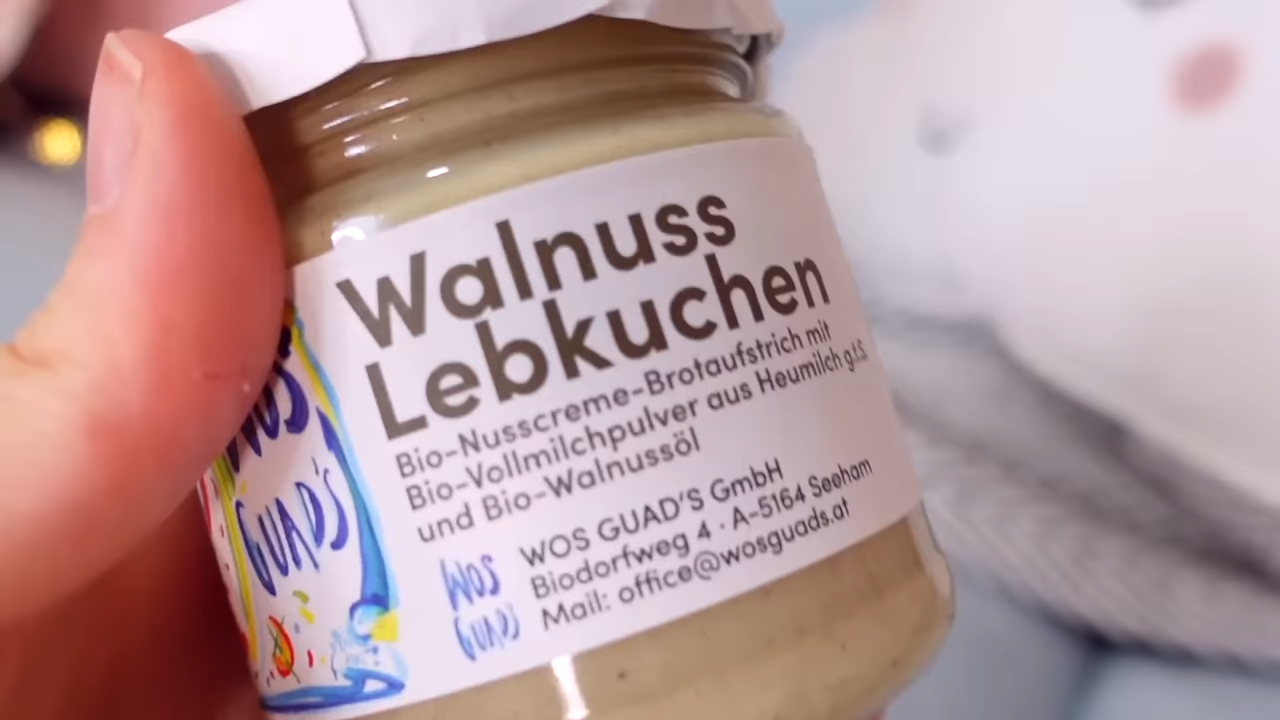 Walnuss
Lebkuchen
Bio-Nusscreme-Brotaufstrich mit
Bio-Vollmilchpulver aus Heumilch g.t.S.
und Bio-Walnussöl
WOS GUAD'S GmbH
Biodorfweg 4 · A-5164 Seeham
Mail: office@wosguads.at
WOS
GUAD'S
WOS
GUAD'S